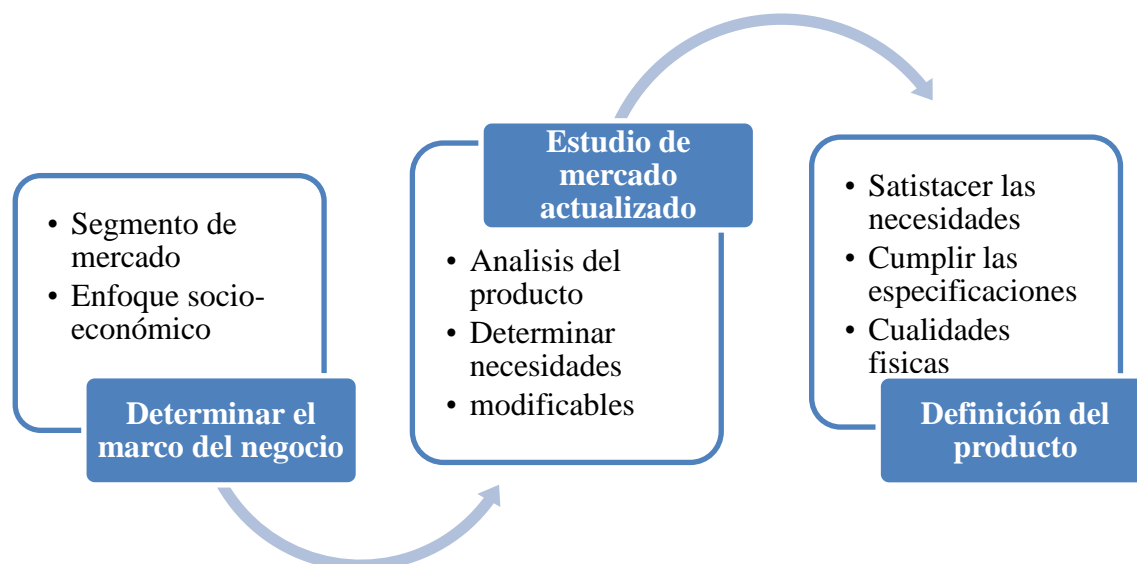 • Segmento de
mercado
• Enfoque socio-
económico
Determinar el
marco del negocio
Estudio de
mercado
actualizado
• Analisis del
producto
• Determinar
necesidades
• modificables
• Satistacer las
necesidades
• Cumplir las
especificaciones
• Cualidades
fisicas
Definición del
producto